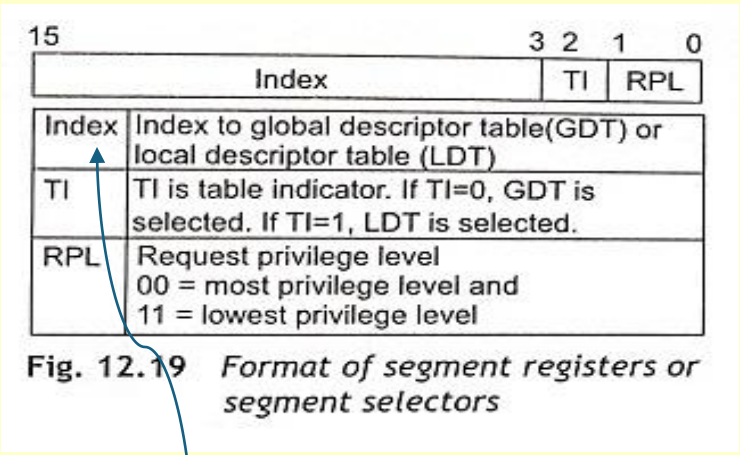 15 3 2 1 0
Index TI RPL
Index Index to global descriptor table(GDT) or
local descriptor table (LDT)
TI TI is table indicator. If TI=0, GDT is
selected. If TI=1, LDT is selected.
RPL Request privilege level
00 = most privilege level and
11 = lowest privilege level
Fig. 12.19 Format of segment registers or
segment selectors